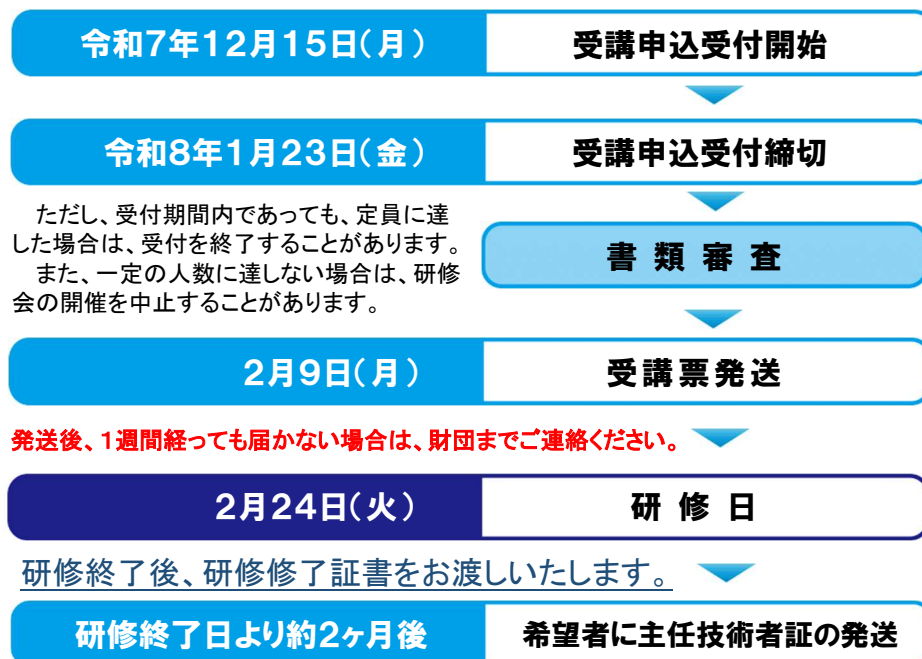 令和7年12月15日(月) 受講申込受付開始
令和8年1月23日(金) 受講申込受付締切
ただし、受付期間内であっても、定員に達
した場合は、受付を終了することがあります。
また、一定の人数に達しない場合は、研修
会の開催を中止することがあります。
書類審査
2月9日(月) 受講票発送
発送後、1週間経っても届かない場合は、財団までご連絡ください。
2月24日(火) 研修日
研修終了後、研修修了証書をお渡しいたします。
研修終了日より約2ヶ月後 希望者に主任技術者証の発送